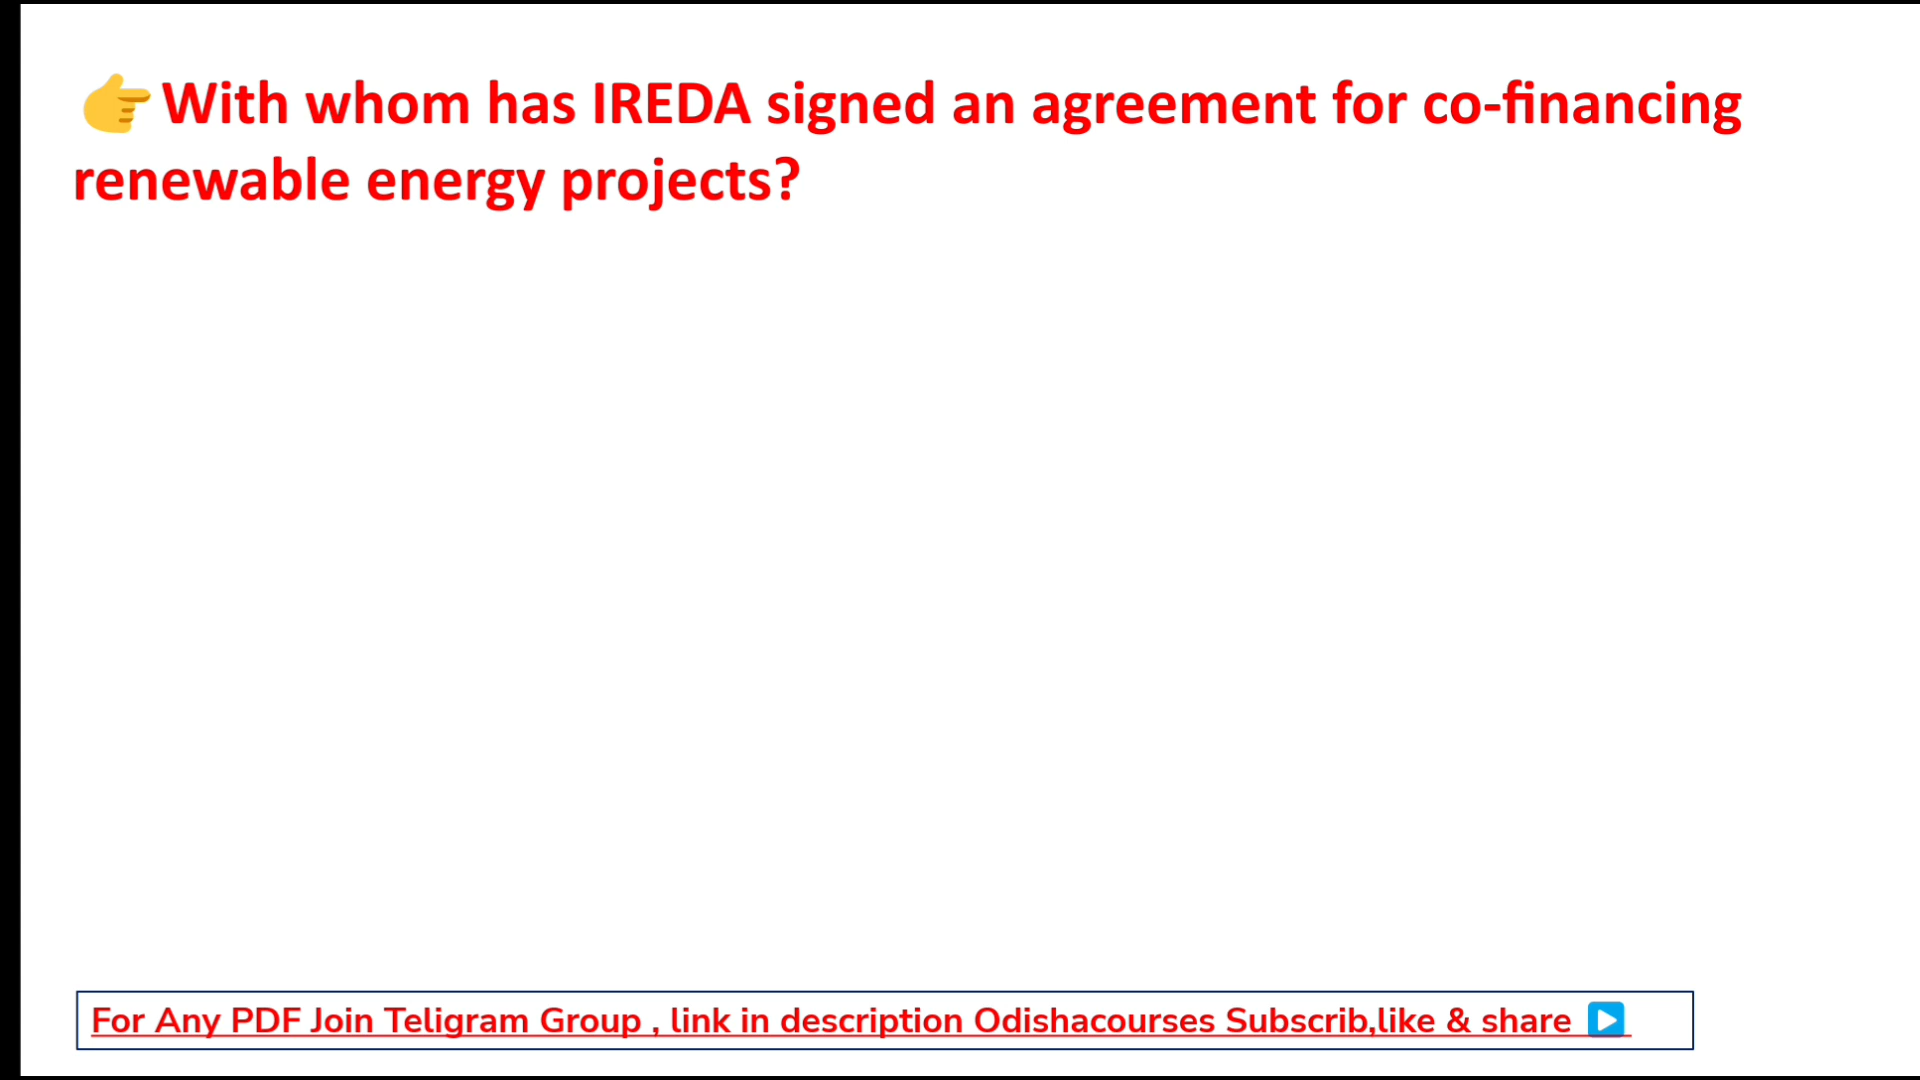 👉With whom has IREDA signed an agreement for co-financing
renewable energy projects?
For Any PDF Join Teligram Group , link in description Odishacourses Subscrib,like & share ▶️